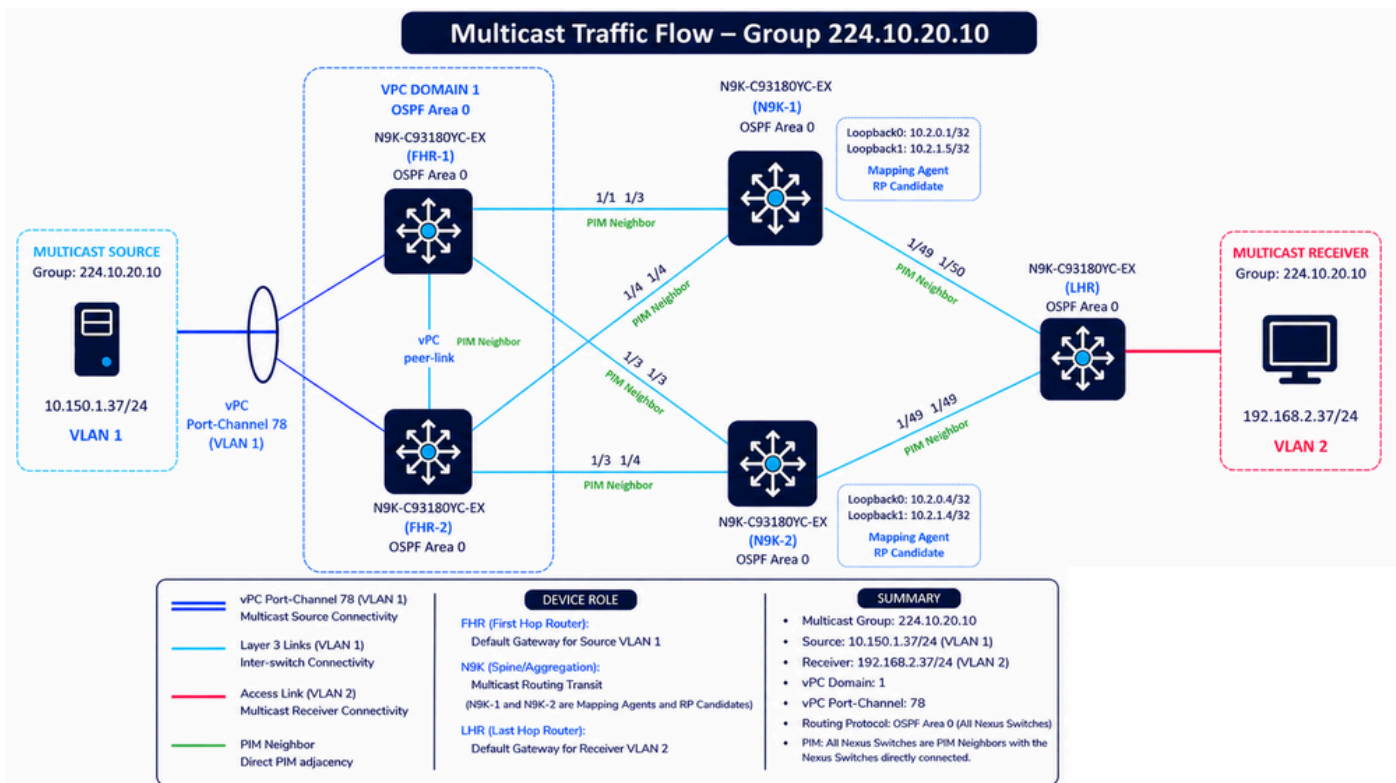 Multicast Traffic Flow – Group 224.10.20.10
VPC DOMAIN 1
OSPF Area 0
N9K-C93180YC-EX
(FHR-1)
OSPF Area 0
N9K-C93180YC-EX
(N9K-1)
OSPF Area 0
Loopback0: 10.2.0.1/32
Loopback1: 10.2.1.5/32
Mapping Agent
RP Candidate
1/1 1/3
PIM Neighbor
MULTICAST SOURCE
Group: 224.10.20.10
10.150.1.37/24
VLAN 1
vPC
Port-Channel 78
(VLAN 1)
vPC
peer-link
PIM Neighbor
1/4 1/4
PIM Neighbor
1/3 1/3
PIM Neighbor
1/49 1/50
PIM Neighbor
N9K-C93180YC-EX
(LHR)
OSPF Area 0
MULTICAST RECEIVER
Group: 224.10.20.10
192.168.2.37/24
VLAN 2
1/49 1/49
PIM Neighbor
1/3 1/4
PIM Neighbor
N9K-C93180YC-EX
(FHR-2)
OSPF Area 0
N9K-C93180YC-EX
(N9K-2)
OSPF Area 0
Loopback0: 10.2.0.4/32
Loopback1: 10.2.1.4/32
Mapping Agent
RP Candidate
vPC Port-Channel 78 (VLAN 1)
Multicast Source Connectivity
Layer 3 Links (VLAN 1)
Inter-switch Connectivity
Access Link (VLAN 2)
Multicast Receiver Connectivity
PIM Neighbor
Direct PIM adjacency
DEVICE ROLE
FHR (First Hop Router):
Default Gateway for Source VLAN 1
N9K (Spine/Aggregation):
Multicast Routing Transit
(N9K-1 and N9K-2 are Mapping Agents and RP Candidates)
LHR (Last Hop Router):
Default Gateway for Receiver VLAN 2
SUMMARY
• Multicast Group: 224.10.20.10
• Source: 10.150.1.37/24 (VLAN 1)
• Receiver: 192.168.2.37/24 (VLAN 2)
• vPC Domain: 1
• vPC Port-Channel: 78
• Routing Protocol: OSPF Area 0 (All Nexus Switches)
• PIM: All Nexus Switches are PIM Neighbors with the
Nexus Switches directly connected.